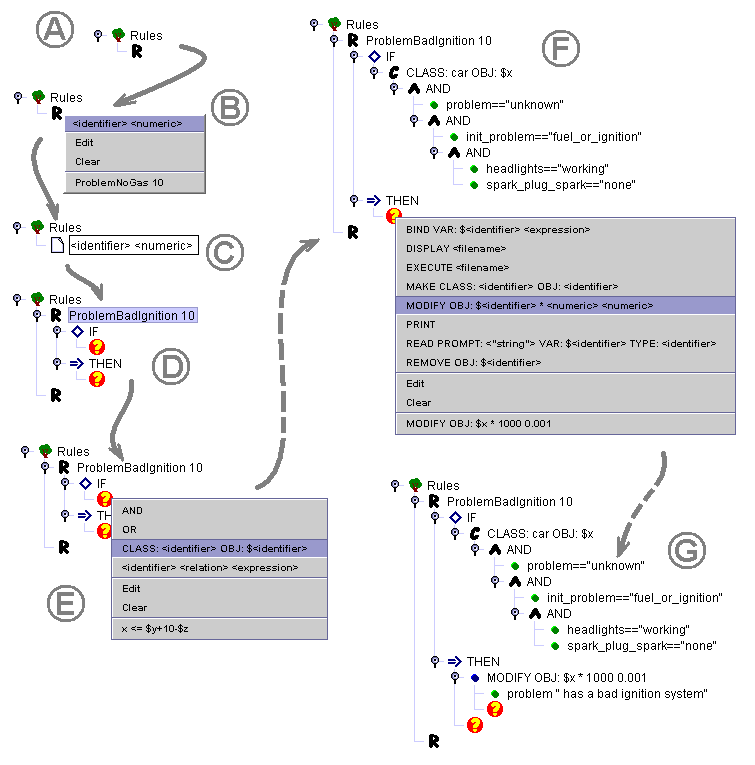 A
Rules
R
Rules
R
B
<identifier> <numeric>
Edit
Clear
ProblemNoGas 10
Rules
<identifier> <numeric>
C
Rules
R ProblemBadIgnition 10
IF
?
THEN
?
R
D
Rules
R ProblemBadIgnition 10
IF
?
TH
?
R
E
AND
OR
CLASS: <identifier> OBJ: $<identifier>
<identifier> <relation> <expression>
Edit
Clear
x <= $y+10-$z
Rules
R ProblemBadIgnition 10
F
IF
C CLASS: car OBJ: $x
AND
problem=="unknown"
AND
init_problem=="fuel_or_ignition"
AND
headlights=="working"
spark_plug_spark=="none"
THEN
?
R
BIND VAR: $<identifier> <expression>
DISPLAY <filename>
EXECUTE <filename>
MAKE CLASS: <identifier> OBJ: <identifier>
MODIFY OBJ: $<identifier> * <numeric> <numeric>
PRINT
READ PROMPT: <"string"> VAR: $<identifier> TYPE: <identifier>
REMOVE OBJ: $<identifier>
Edit
Clear
MODIFY OBJ: $x * 1000 0.001
Rules
R ProblemBadIgnition 10
IF
C CLASS: car OBJ: $x
AND
G
problem=="unknown"
AND
init_problem=="fuel_or_ignition"
AND
headlights=="working"
spark_plug_spark=="none"
THEN
MODIFY OBJ: $x * 1000 0.001
problem " has a bad ignition system"
?
?
R